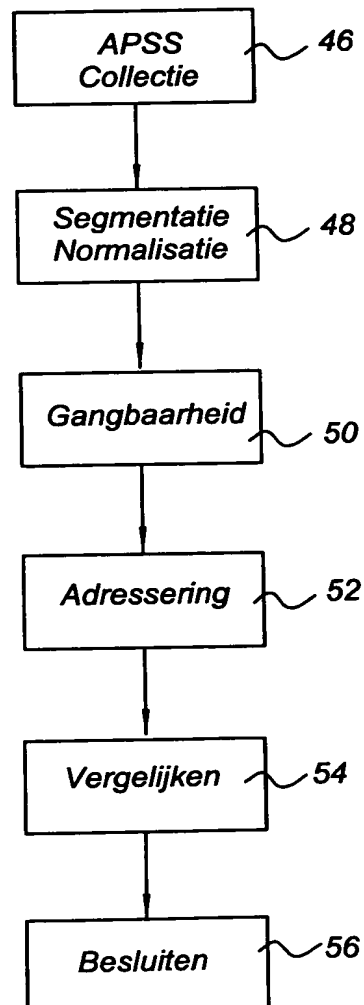 APSS
Collectie
46
Segmentatie
Normalisatie
48
Gangbaarheid
50
Adressering
52
Vergelijken
54
Besluiten
56